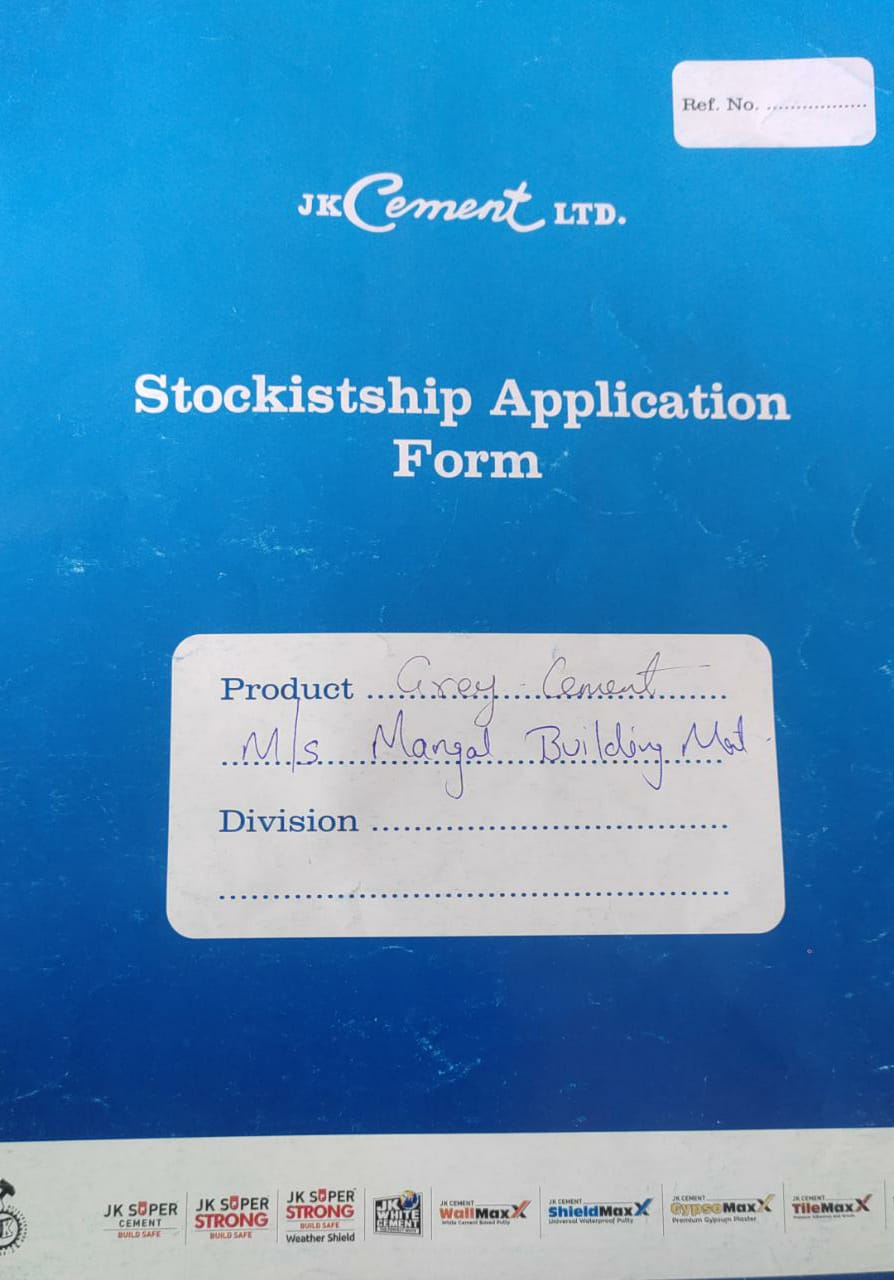 Ref. No. .................
JK Cement LTD.
Stockistship Application
Form
Product ... Grey Cement
M/s Mangal Building Mat
Division ............................................
............................................
JK SUPER CEMENT BUILD SAFE
JK SUPER STRONG BUILD SAFE
JK SUPER STRONG BUILD SAFE Weather Shield
JK WHITE CEMENT
JK CEMENT WallMaxX White Cement Based Putty
JK CEMENT ShieldMaxX Universal Waterproof Putty
JK CEMENT GypsoMaxX Premium Gypsum Plaster
JK CEMENT TileMaxX